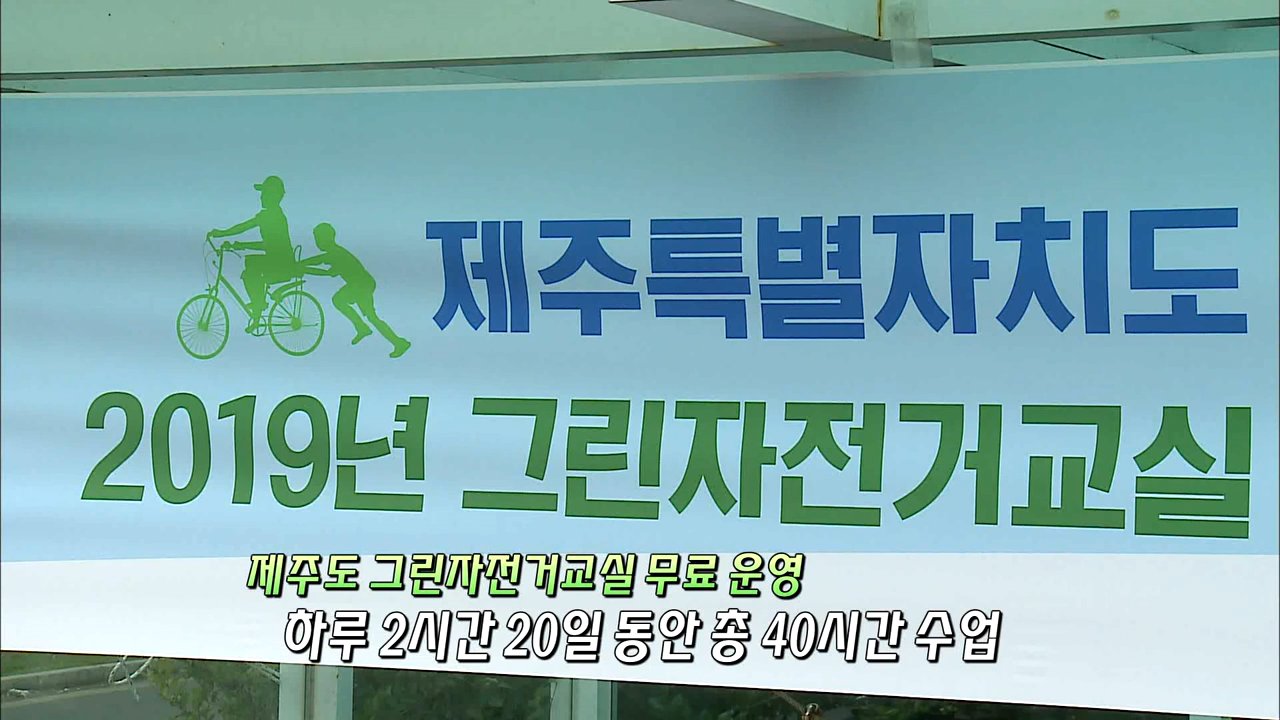 제주특별자치도
2019년 그린자전거교실
제주도 그린자전거교실 무료 운영
하루 2시간 20일 동안 총 40시간 수업